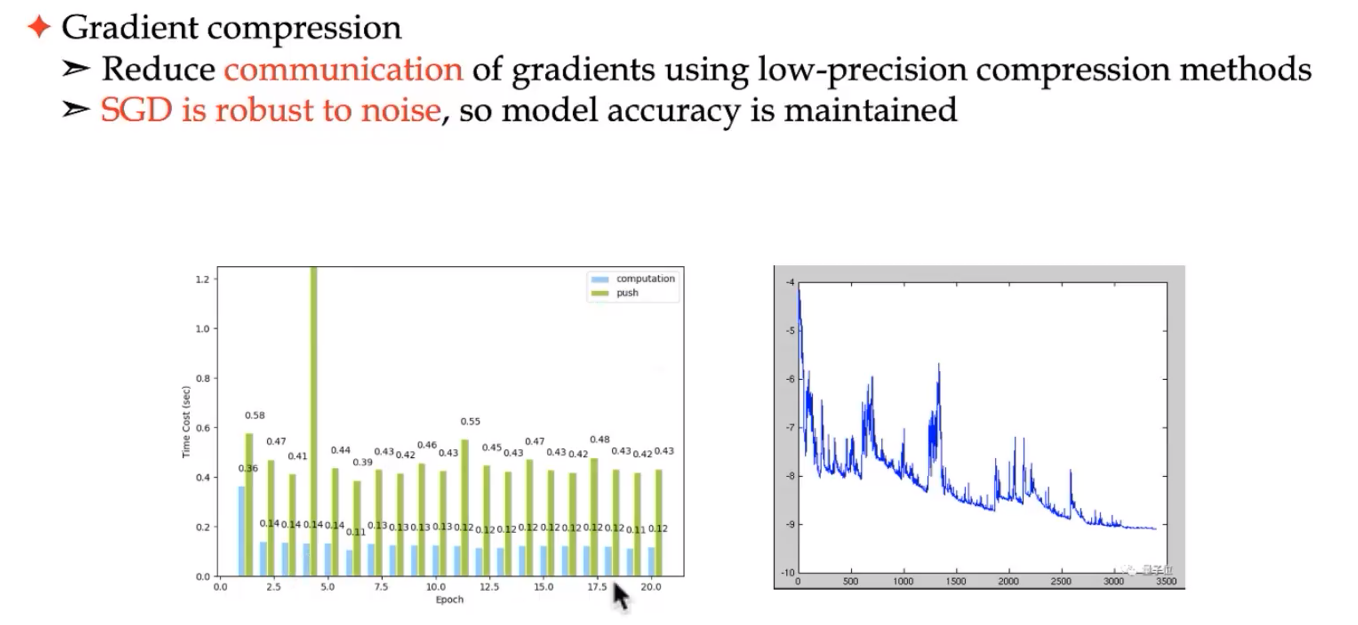 Gradient compression
Reduce communication of gradients using low-precision compression methods
SGD is robust to noise, so model accuracy is maintained
computation
push
Time Cost (sec)
1.2
1.0
0.8
0.6
0.4
0.2
0.0
0.58 0.47 0.41 0.44 0.39 0.43 0.42 0.46 0.43 0.55 0.45 0.43 0.47 0.43 0.42 0.48 0.43 0.42 0.43
0.36 0.14 0.14 0.14 0.14 0.11 0.13 0.13 0.13 0.13 0.12 0.12 0.12 0.12 0.12 0.12 0.12 0.12 0.11 0.12
0.0 2.5 5.0 7.5 10.0 12.5 15.0 17.5 20.0
Epoch
-4
-5
-6
-7
-8
-9
-10
0 500 1000 1500 2000 2500 3000 3500
量子位